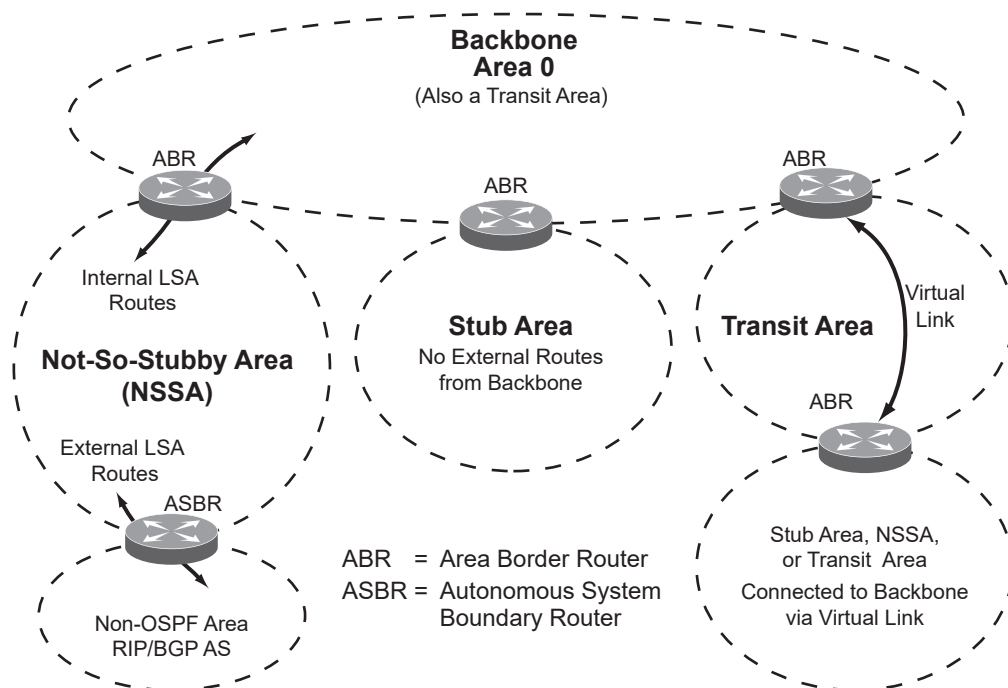 Backbone
Area 0
(Also a Transit Area)
ABR
ABR
ABR
Internal LSA
Routes
Virtual
Link
Stub Area
No External Routes
from Backbone
Transit Area
Not-So-Stubby Area
(NSSA)
ABR
External LSA
Routes
ASBR
ABR = Area Border Router
ASBR = Autonomous System
Boundary Router
Stub Area, NSSA,
or Transit Area
Connected to Backbone
via Virtual Link
Non-OSPF Area
RIP/BGP AS